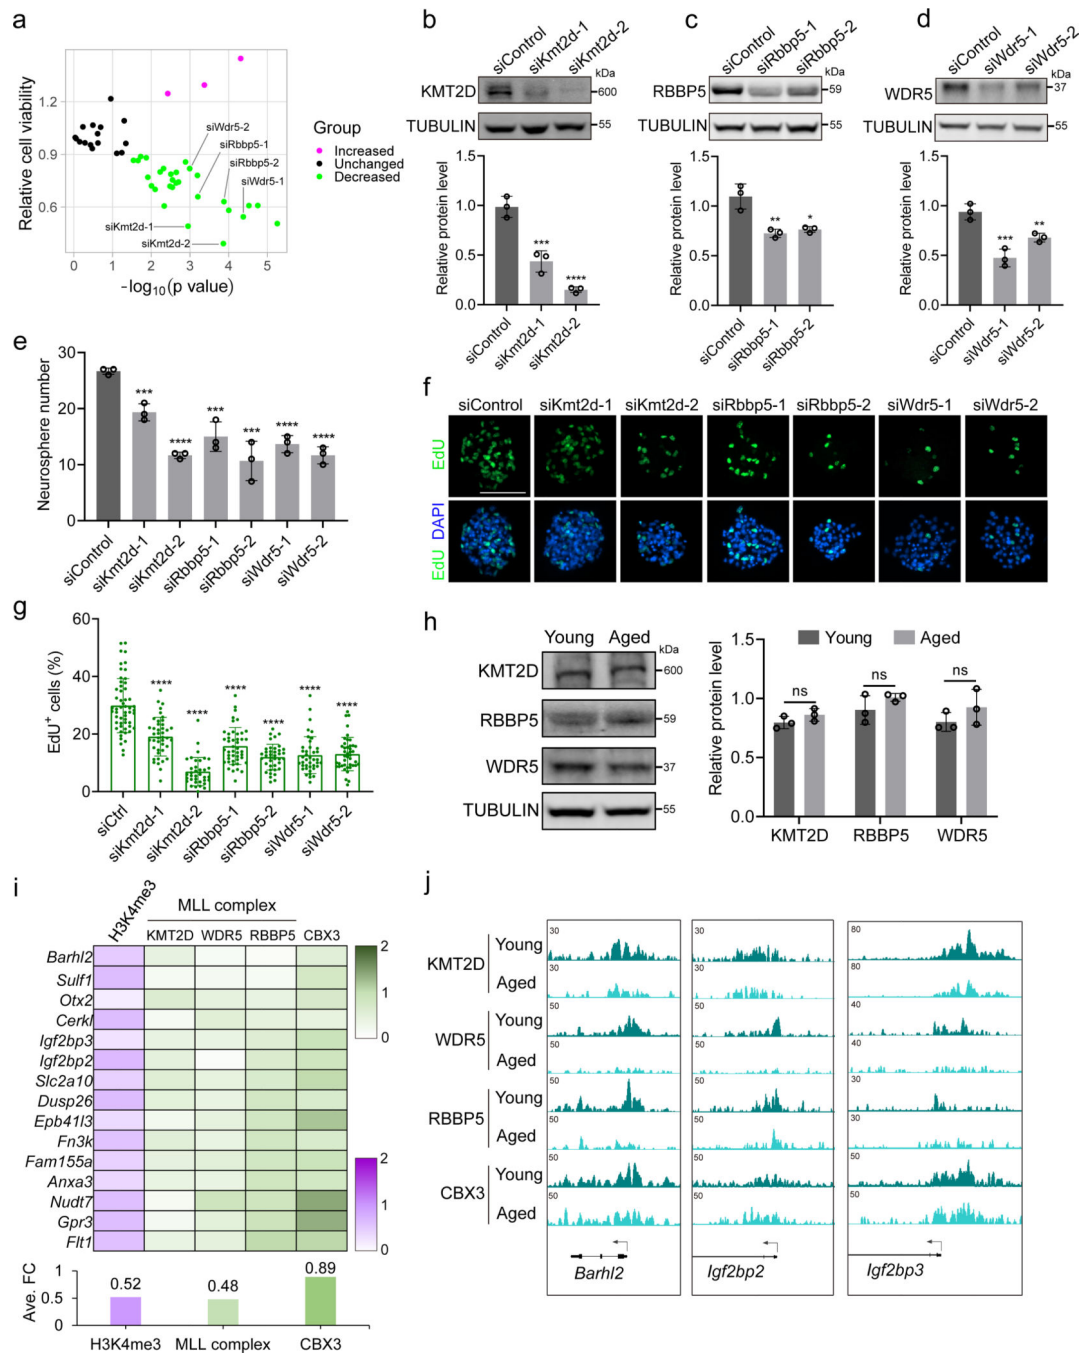 a
Relative cell viability
1.2
0.9
0.6
siWdr5-2
siRbbp5-1
siRbbp5-2
siWdr5-1
siKmt2d-1
siKmt2d-2
0 1 2 3 4 5
-log10(p value)
Group
Increased
Unchanged
Decreased
b
siControl siKmt2d-1 siKmt2d-2
kDa
KMT2D 600
TUBULIN 55
Relative protein level
1.5
1.0
0.5
0.0
*** ****
siControl siKmt2d-1 siKmt2d-2
c
siControl siRbbp5-1 siRbbp5-2
kDa
RBBP5 59
TUBULIN 55
Relative protein level
1.5
1.0
0.5
0.0
** *
siControl siRbbp5-1 siRbbp5-2
d
siControl siWdr5-1 siWdr5-2
kDa
WDR5 37
TUBULIN 55
Relative protein level
1.5
1.0
0.5
0.0
*** **
siControl siWdr5-1 siWdr5-2
e
Neurosphere number
30
20
10
0
*** **** *** *** **** ****
siControl siKmt2d-1 siKmt2d-2 siRbbp5-1 siRbbp5-2 siWdr5-1 siWdr5-2
f
siControl siKmt2d-1 siKmt2d-2 siRbbp5-1 siRbbp5-2 siWdr5-1 siWdr5-2
EdU
EdU DAPI
g
EdU+ cells (%)
60
40
20
0
**** **** **** **** **** ****
siCtrl siKmt2d-1 siKmt2d-2 siRbbp5-1 siRbbp5-2 siWdr5-1 siWdr5-2
h
Young Aged
kDa
KMT2D 600
RBBP5 59
WDR5 37
TUBULIN 55
Relative protein level
1.5
1.0
0.5
0.0
Young Aged
ns ns ns
KMT2D RBBP5 WDR5
i
H3K4me3
MLL complex
KMT2D WDR5 RBBP5 CBX3
Barhl2
Sulf1
Otx2
Cerkl
Igf2bp3
Igf2bp2
Slc2a10
Dusp26
Epb41l3
Fn3k
Fam155a
Anxa3
Nudt7
Gpr3
Flt1
2
1
0
2
1
0
Ave. FC
1
0.5
0
0.52 0.48 0.89
H3K4me3 MLL complex CBX3
j
KMT2D
Young 30 30 80
Aged 30 30 80
WDR5
Young 50 50 40
Aged 50 50 40
RBBP5
Young 50 50 30
Aged 50 50 30
CBX3
Young 50 50 50
Aged 50 50 50
Barhl2 Igf2bp2 Igf2bp3